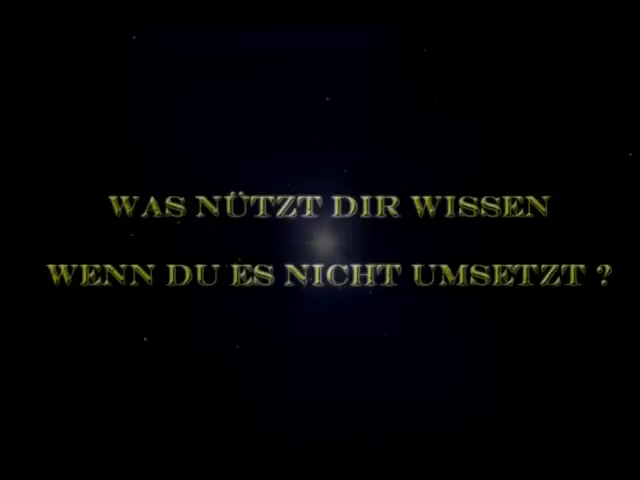 WAS NÜTZT DIR WISSEN
WENN DU ES NICHT UMSETZT ?